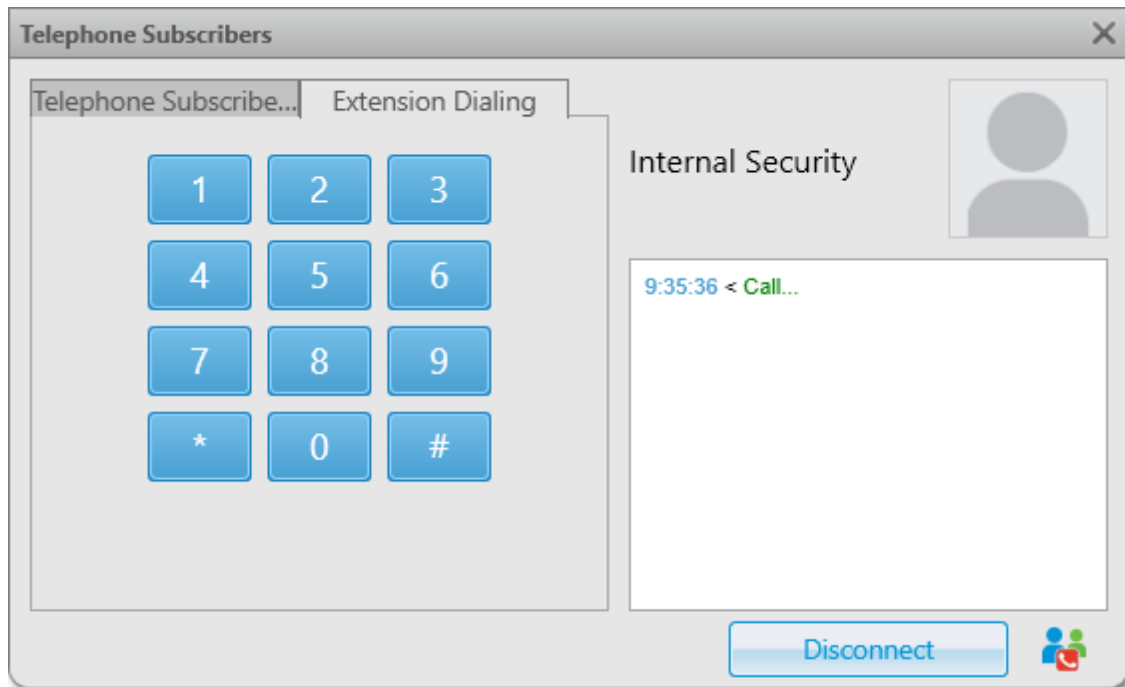 Telephone Subscribers
Telephone Subscribe...
Extension Dialing
1 2 3
4 5 6
7 8 9
* 0 #
Internal Security
9:35:36 < Call...
Disconnect